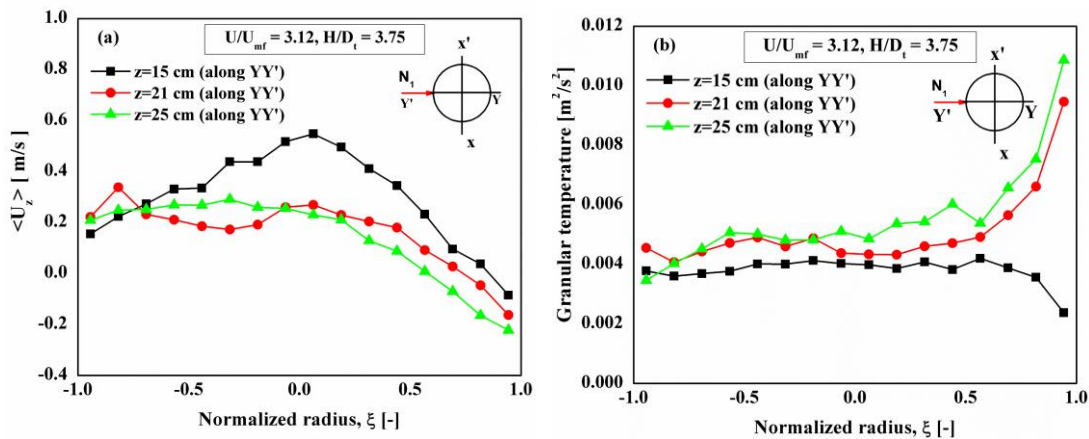 (a)
U/U_mf = 3.12, H/D_t = 3.75
z=15 cm (along YY')
z=21 cm (along YY')
z=25 cm (along YY')
x'
N_1
Y'
Y
x
1.0
0.8
0.6
0.4
0.2
0.0
-0.2
-0.4
<U_z> [ m/s]
-1.0
-0.5
0.0
0.5
1.0
Normalized radius, ξ [-]
(b)
U/U_mf = 3.12, H/D_t = 3.75
z=15 cm (along YY')
z=21 cm (along YY')
z=25 cm (along YY')
x'
N_1
Y'
Y
x
0.012
0.010
0.008
0.006
0.004
0.002
0.000
Granular temperature [m²/s²]
-1.0
-0.5
0.0
0.5
1.0
Normalized radius, ξ [-]